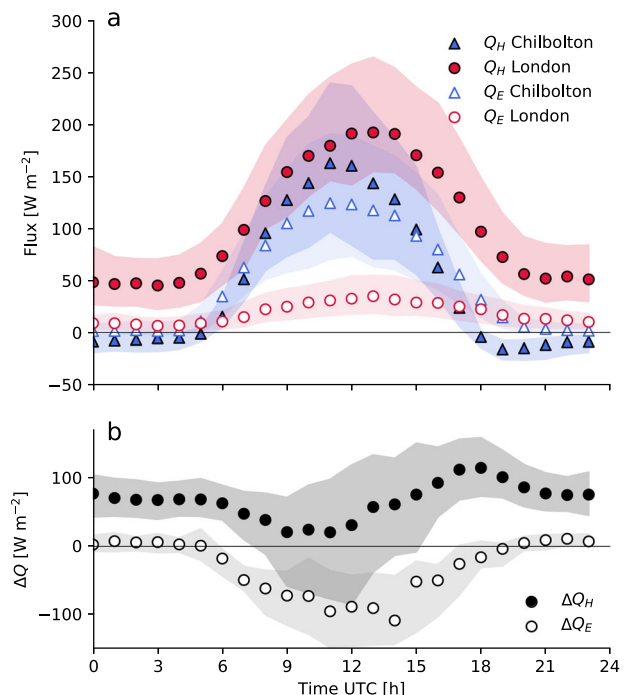 a
300
250
200
150
100
50
0
−50
Flux [W m⁻²]
Q_H Chilbolton
Q_H London
Q_E Chilbolton
Q_E London
b
100
0
−100
ΔQ [W m⁻²]
ΔQ_H
ΔQ_E
0 3 6 9 12 15 18 21 24
Time UTC [h]